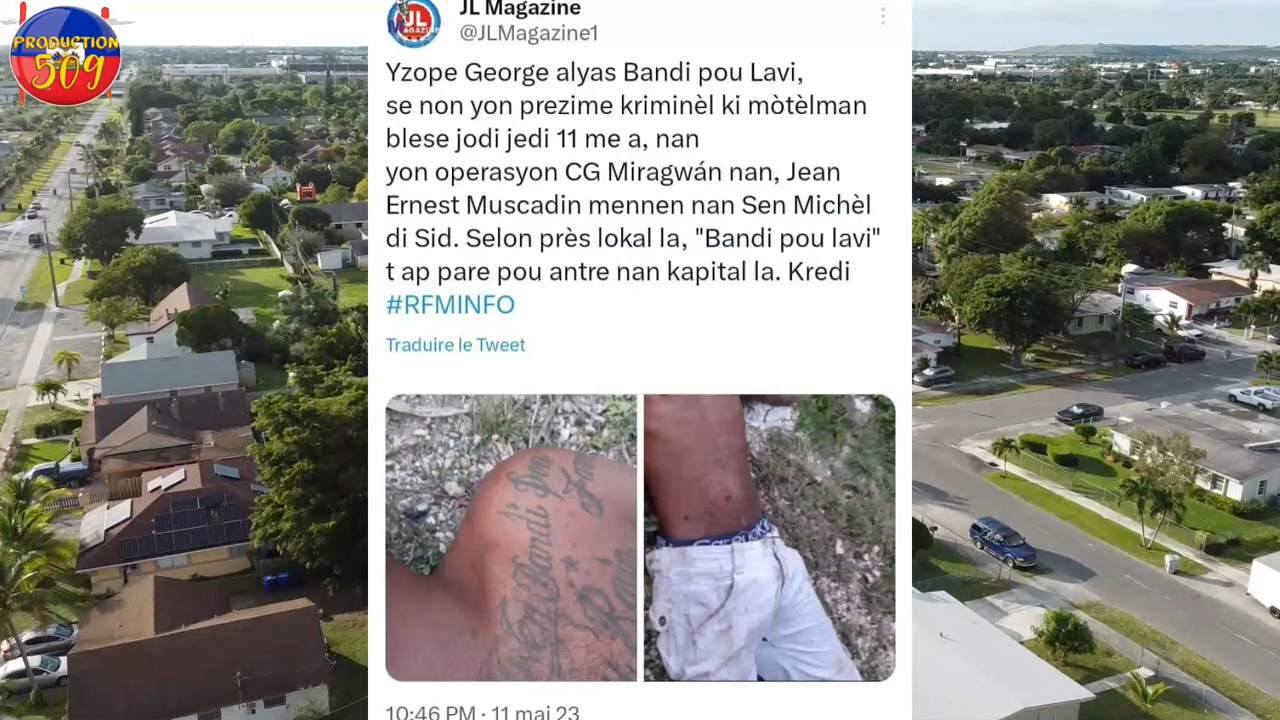 PRODUCTION
509
JL
MAGAZINE
JL Magazine
@JLMagazine1
Yzope George alyas Bandi pou Lavi,
se non yon prezime kriminèl ki mòtèlman
blese jodi jedi 11 me a, nan
yon operasyon CG Miragwán nan, Jean
Ernest Muscadin mennen nan Sen Michèl
di Sid. Selon près lokal la, "Bandi pou lavi"
t ap pare pou antre nan kapital la. Kredi
#RFMINFO
Traduire le Tweet
Bandi
10:46 PM · 11 mai 23